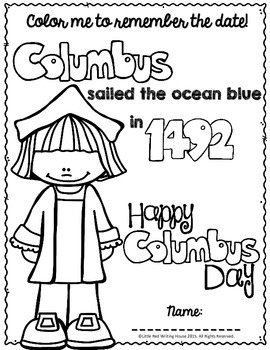 Color me to remember the date!
Columbus
sailed the ocean blue
in 1492
Happy
Columbus
Day
Name:
©Little Red Writing House 2015. All Rights Reserved.